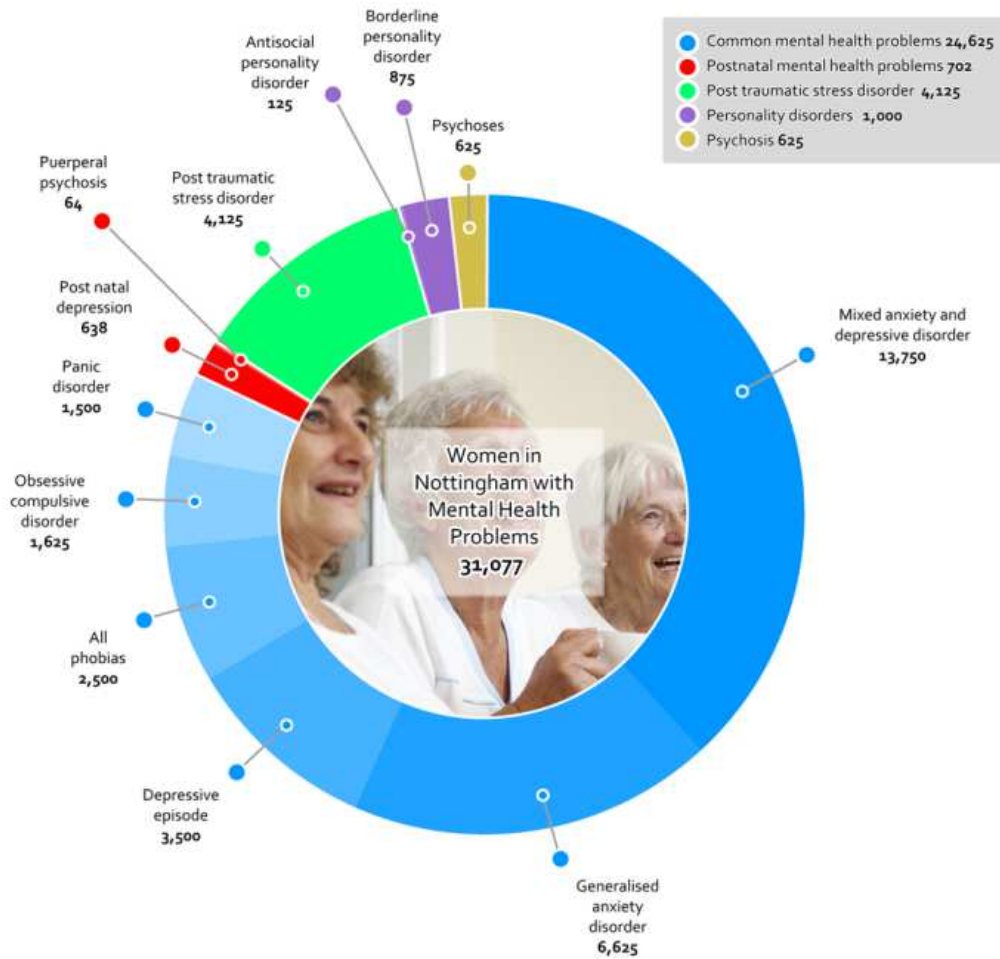 Borderline
personality
disorder
875
Antisocial
personality
disorder
125
Psychoses
625
Common mental health problems 24,625
Postnatal mental health problems 702
Post traumatic stress disorder 4,125
Personality disorders 1,000
Psychosis 625
Puerperal
psychosis
64
Post traumatic
stress disorder
4,125
Post natal
depression
638
Panic
disorder
1,500
Obsessive
compulsive
disorder
1,625
All
phobias
2,500
Depressive
episode
3,500
Generalised
anxiety
disorder
6,625
Mixed anxiety and
depressive disorder
13,750
Women in
Nottingham with
Mental Health
Problems
31,077